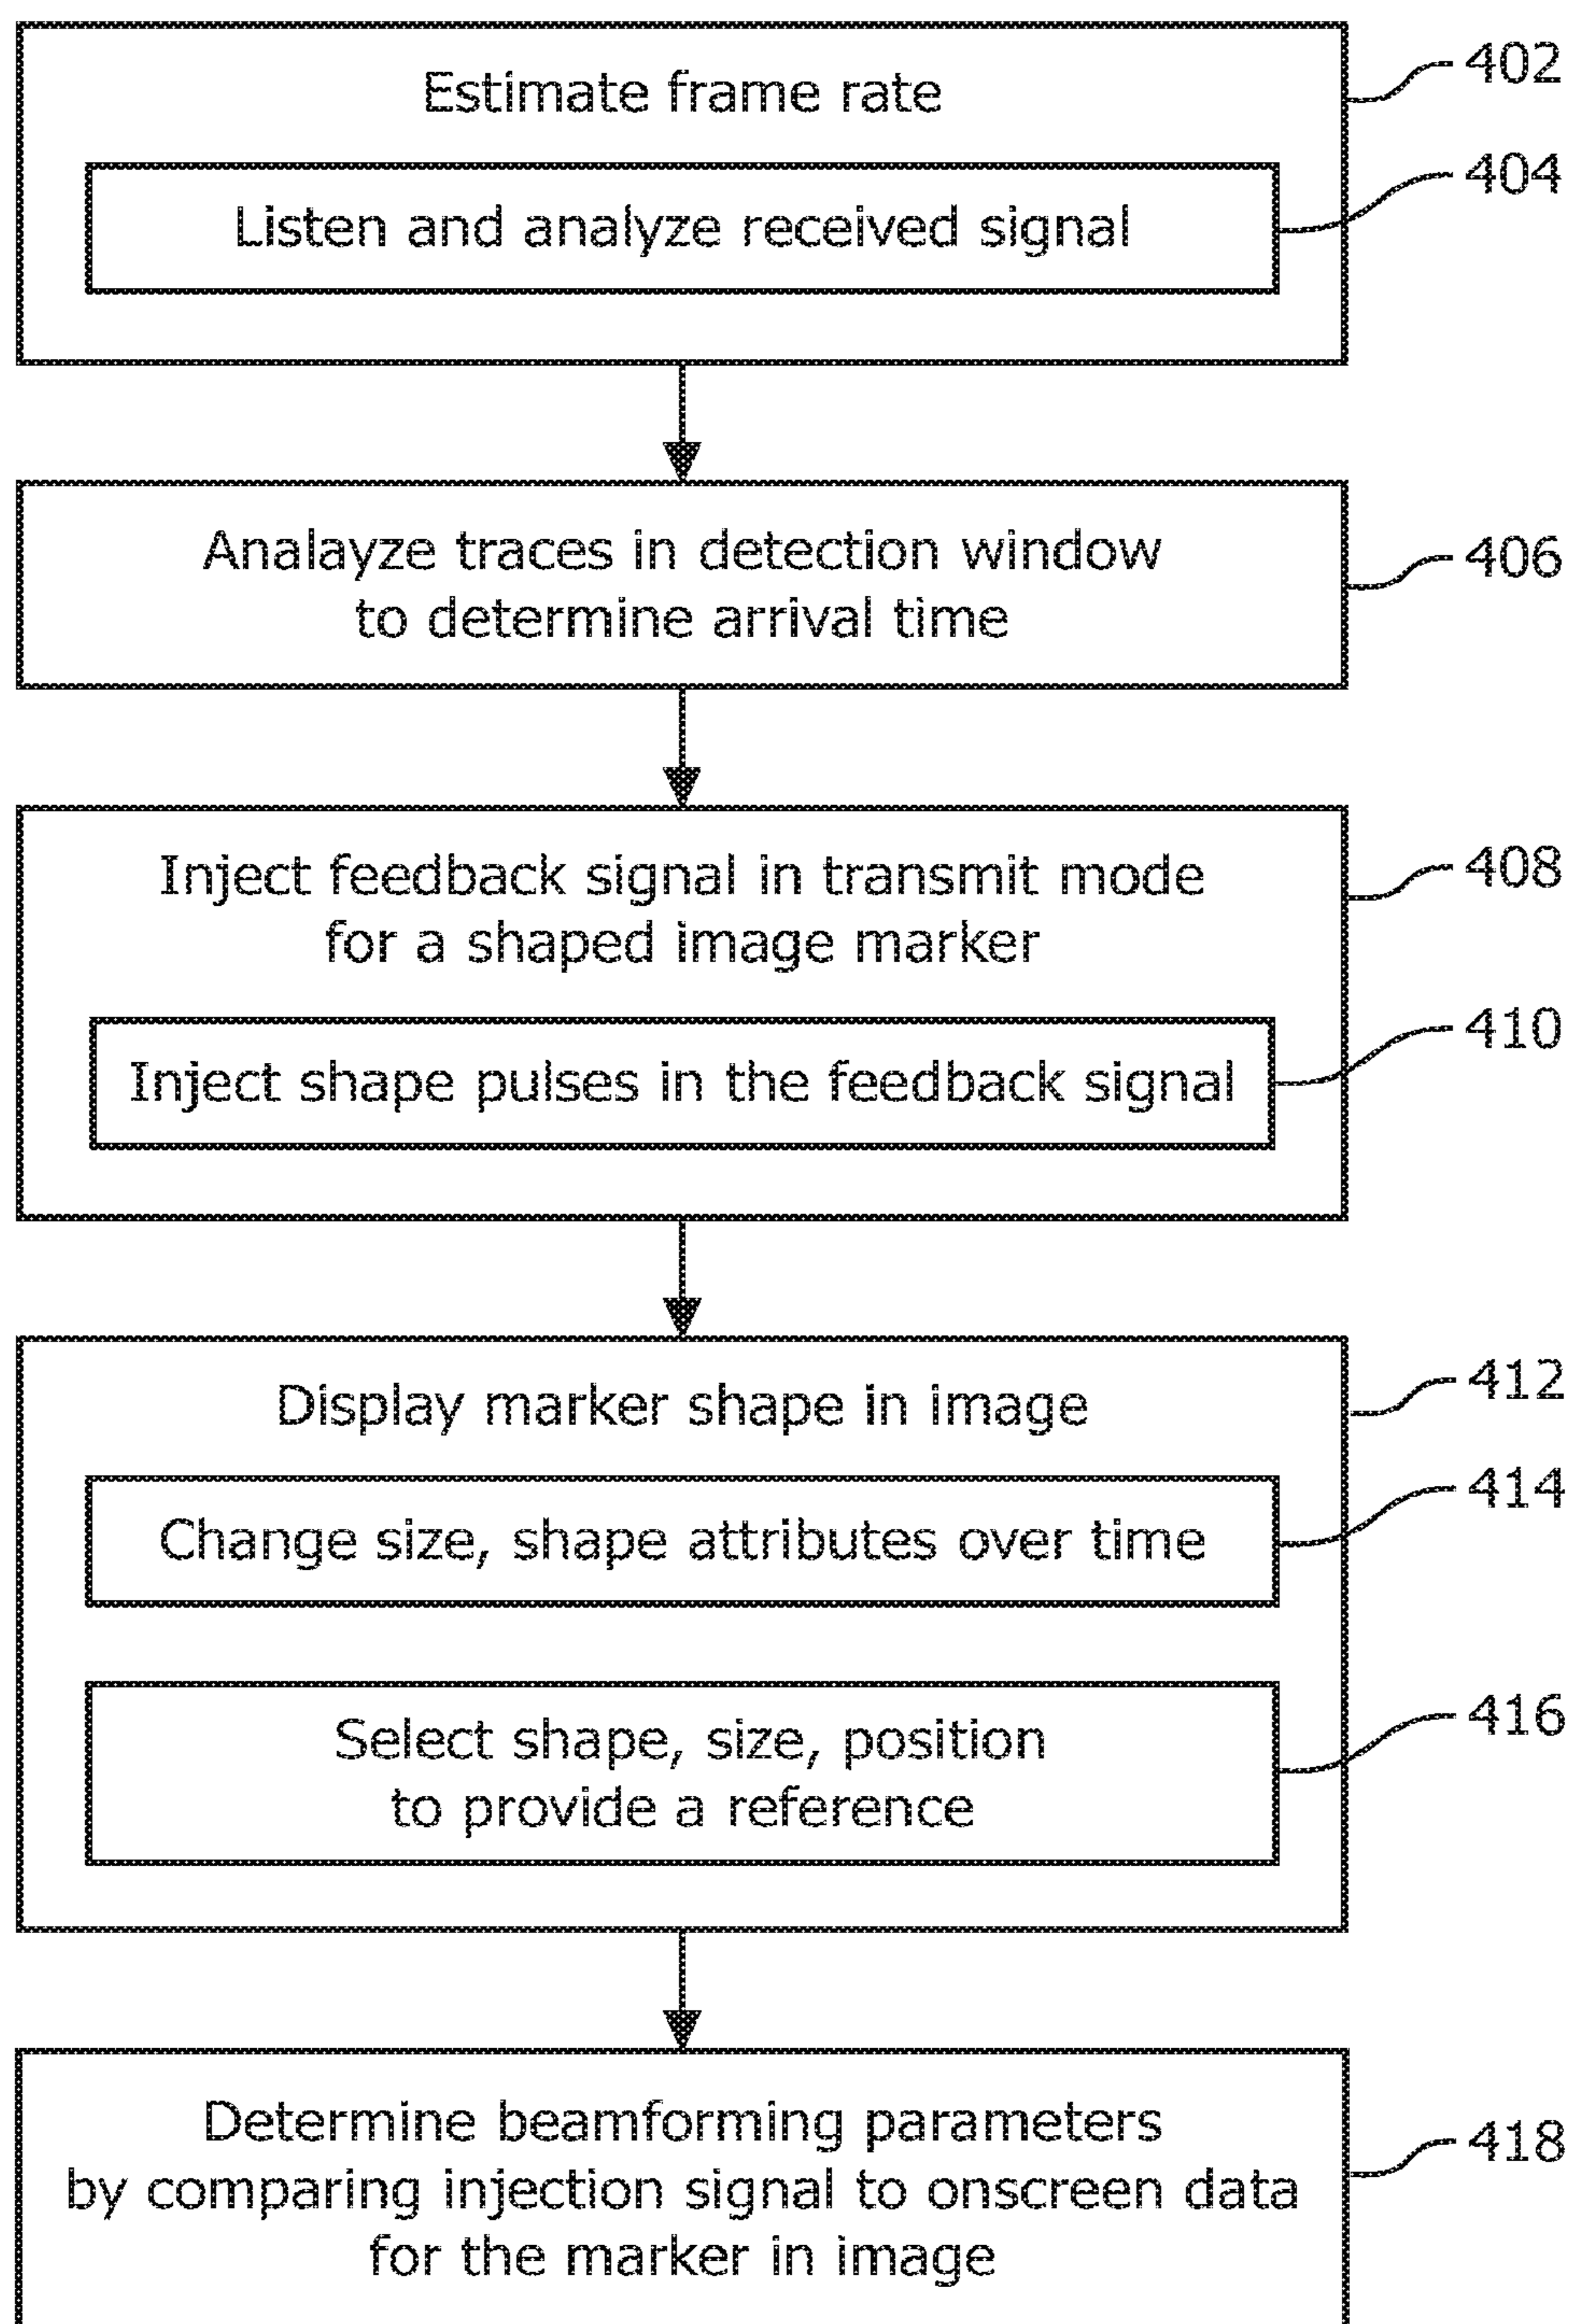 Estimate frame rate
402
Listen and analyze received signal
404
Analayze traces in detection window
to determine arrival time
406
Inject feedback signal in transmit mode
for a shaped image marker
408
Inject shape pulses in the feedback signal
410
Display marker shape in image
412
Change size, shape attributes over time
414
Select shape, size, position
to provide a reference
416
Determine beamforming parameters
by comparing injection signal to onscreen data
for the marker in image
418